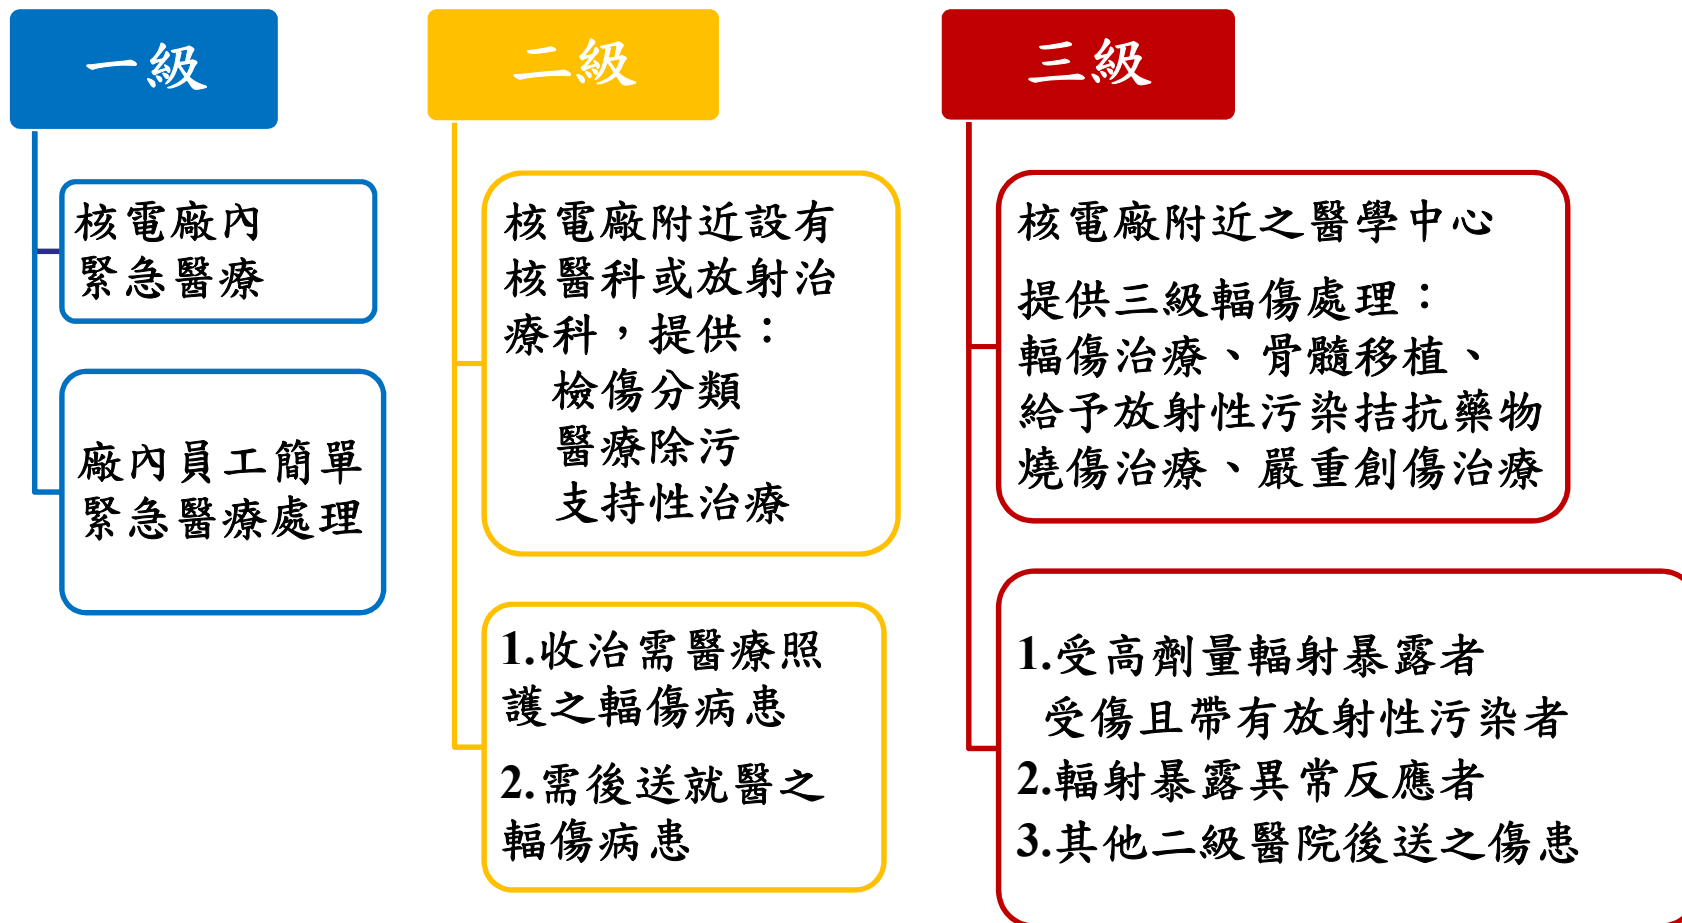 一級
核電廠內
緊急醫療
廠內員工簡單
緊急醫療處理
二級
核電廠附近設有
核醫科或放射治
療科，提供：
檢傷分類
醫療除污
支持性治療
1.收治需醫療照
護之輻傷病患
2.需後送就醫之
輻傷病患
三級
核電廠附近之醫學中心
提供三級輻傷處理：
輻傷治療、骨髓移植、
給予放射性污染拮抗藥物
燒傷治療、嚴重創傷治療
1.受高劑量輻射暴露者
受傷且帶有放射性污染者
2.輻射暴露異常反應者
3.其他二級醫院後送之傷患